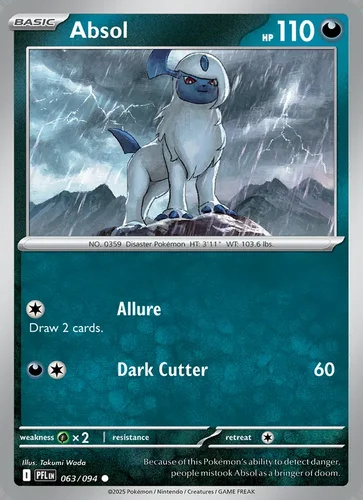 BASIC
Absol
HP 110
NO. 0359 Disaster Pokémon HT: 3'11" WT: 103.6 lbs.
Allure
Draw 2 cards.
Dark Cutter 60
weakness ×2 resistance retreat
Illus. Takumi Wada
I PFL EN 063/094
Because of this Pokémon's ability to detect danger,
people mistook Absol as a bringer of doom.
©2025 Pokémon / Nintendo / Creatures / GAME FREAK